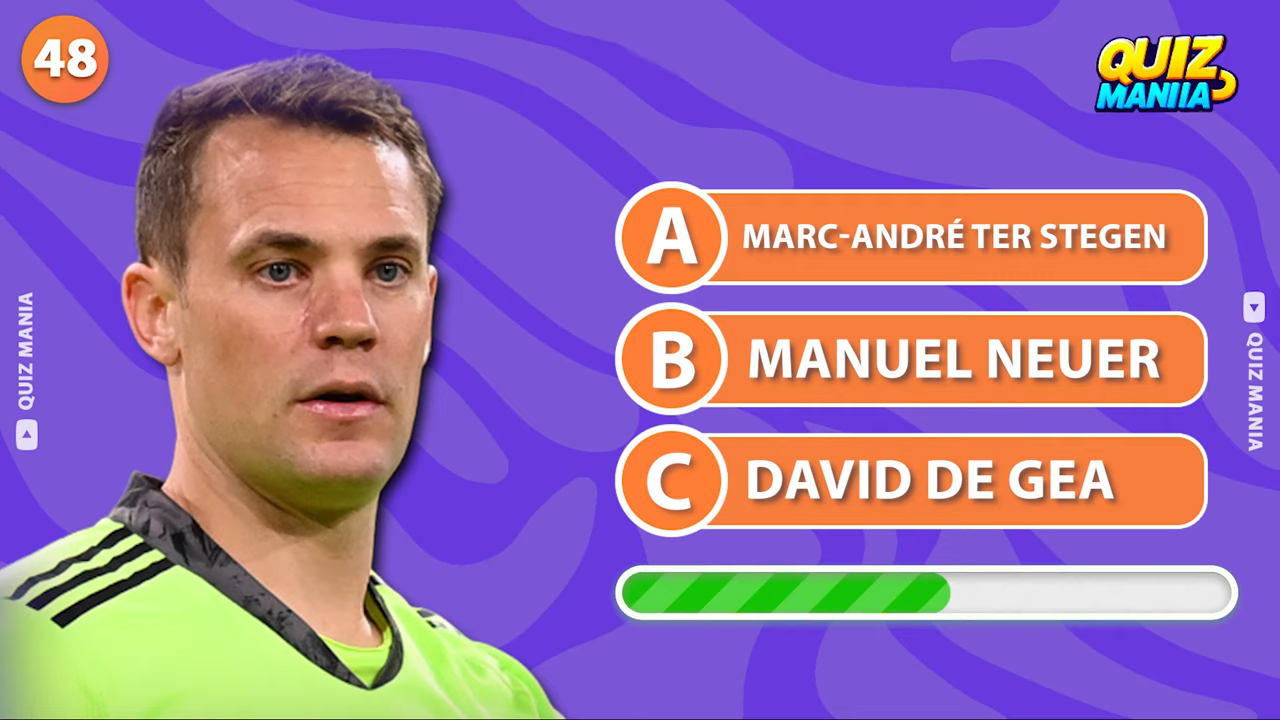 48
QUIZ
MANIIA
A MARC-ANDRÉ TER STEGEN
B MANUEL NEUER
C DAVID DE GEA
QUIZ MANIA
QUIZ MANIA